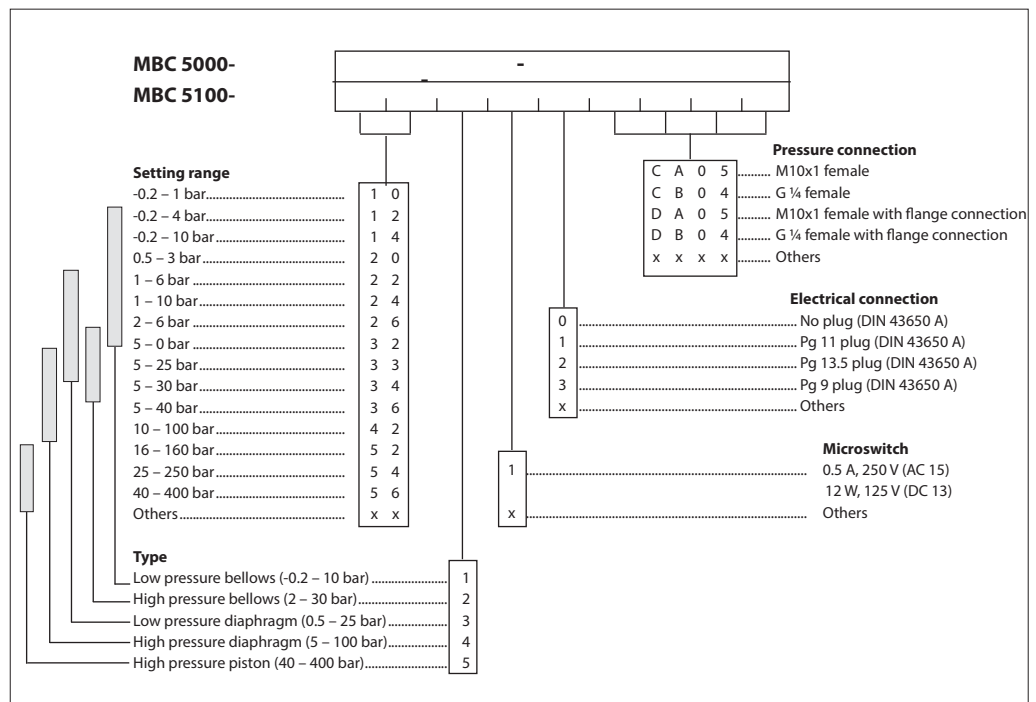 MBC 5000-
MBC 5100-
-
-
Pressure connection
C A 0 5 .......... M10x1 female
C B 0 4 .......... G ¼ female
D A 0 5 .......... M10x1 female with flange connection
D B 0 4 .......... G ¼ female with flange connection
x x x x .......... Others
Setting range
-0.2 – 1 bar .......... 1 0
-0.2 – 4 bar .......... 1 2
-0.2 – 10 bar .......... 1 4
0.5 – 3 bar .......... 2 0
1 – 6 bar .......... 2 2
1 – 10 bar .......... 2 4
2 – 6 bar .......... 2 6
5 – 0 bar .......... 3 2
5 – 25 bar .......... 3 3
5 – 30 bar .......... 3 4
5 – 40 bar .......... 3 6
10 – 100 bar .......... 4 2
16 – 160 bar .......... 5 2
25 – 250 bar .......... 5 4
40 – 400 bar .......... 5 6
Others .......... x x
Electrical connection
0 .......... No plug (DIN 43650 A)
1 .......... Pg 11 plug (DIN 43650 A)
2 .......... Pg 13.5 plug (DIN 43650 A)
3 .......... Pg 9 plug (DIN 43650 A)
x .......... Others
Microswitch
1 .......... 0.5 A, 250 V (AC 15)
12 W, 125 V (DC 13)
x .......... Others
Type
Low pressure bellows (-0.2 – 10 bar) .......... 1
High pressure bellows (2 – 30 bar) .......... 2
Low pressure diaphragm (0.5 – 25 bar) .......... 3
High pressure diaphragm (5 – 100 bar) .......... 4
High pressure piston (40 – 400 bar) .......... 5